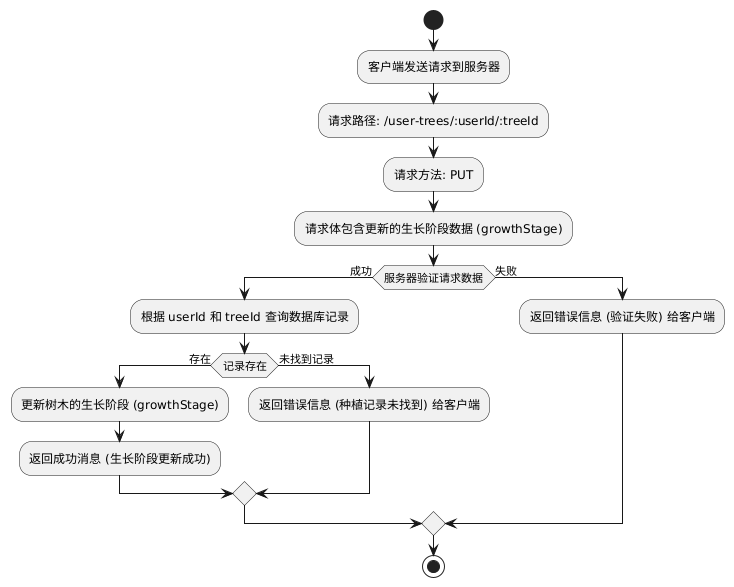 客户端发送请求到服务器
请求路径: /user-trees/:userId/:treeId
请求方法: PUT
请求体包含更新的生长阶段数据 (growthStage)
成功
服务器验证请求数据
失败
根据 userId 和 treeId 查询数据库记录
返回错误信息 (验证失败) 给客户端
存在
记录存在
未找到记录
更新树木的生长阶段 (growthStage)
返回错误信息 (种植记录未找到) 给客户端
返回成功消息 (生长阶段更新成功)